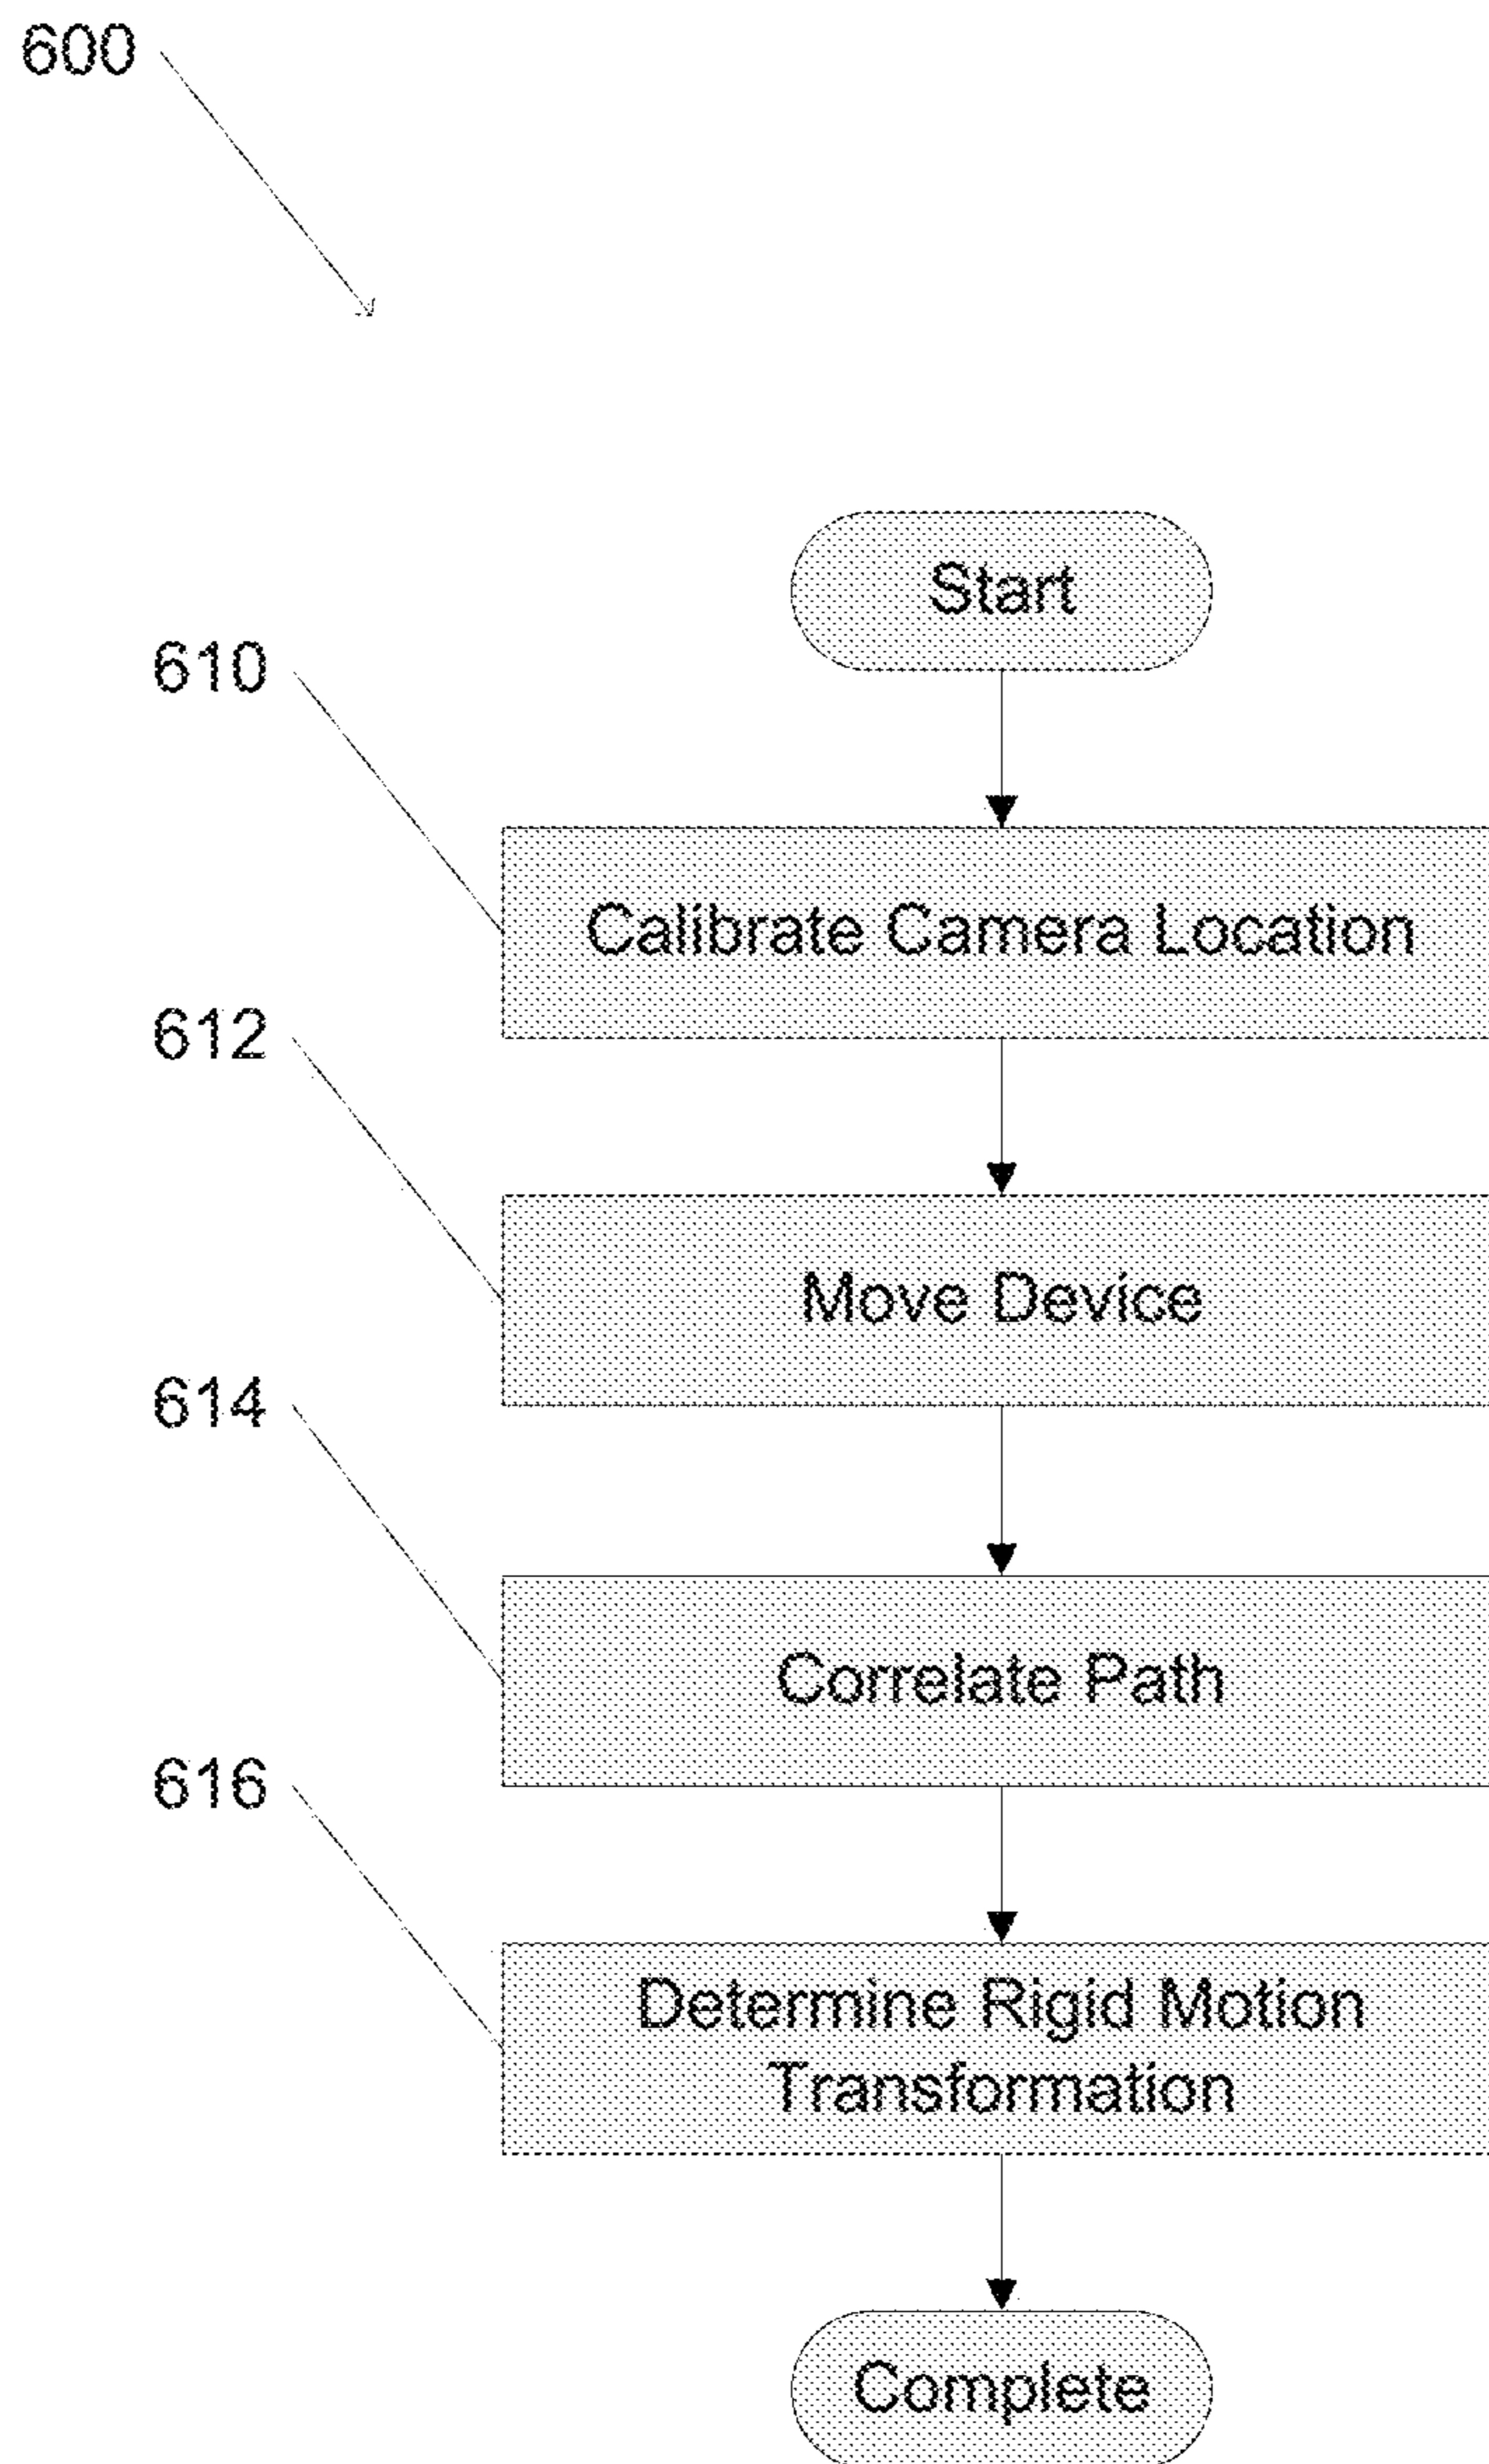 600
Start
610
Calibrate Camera Location
612
Move Device
614
Correlate Path
616
Determine Rigid Motion
Transformation
Complete